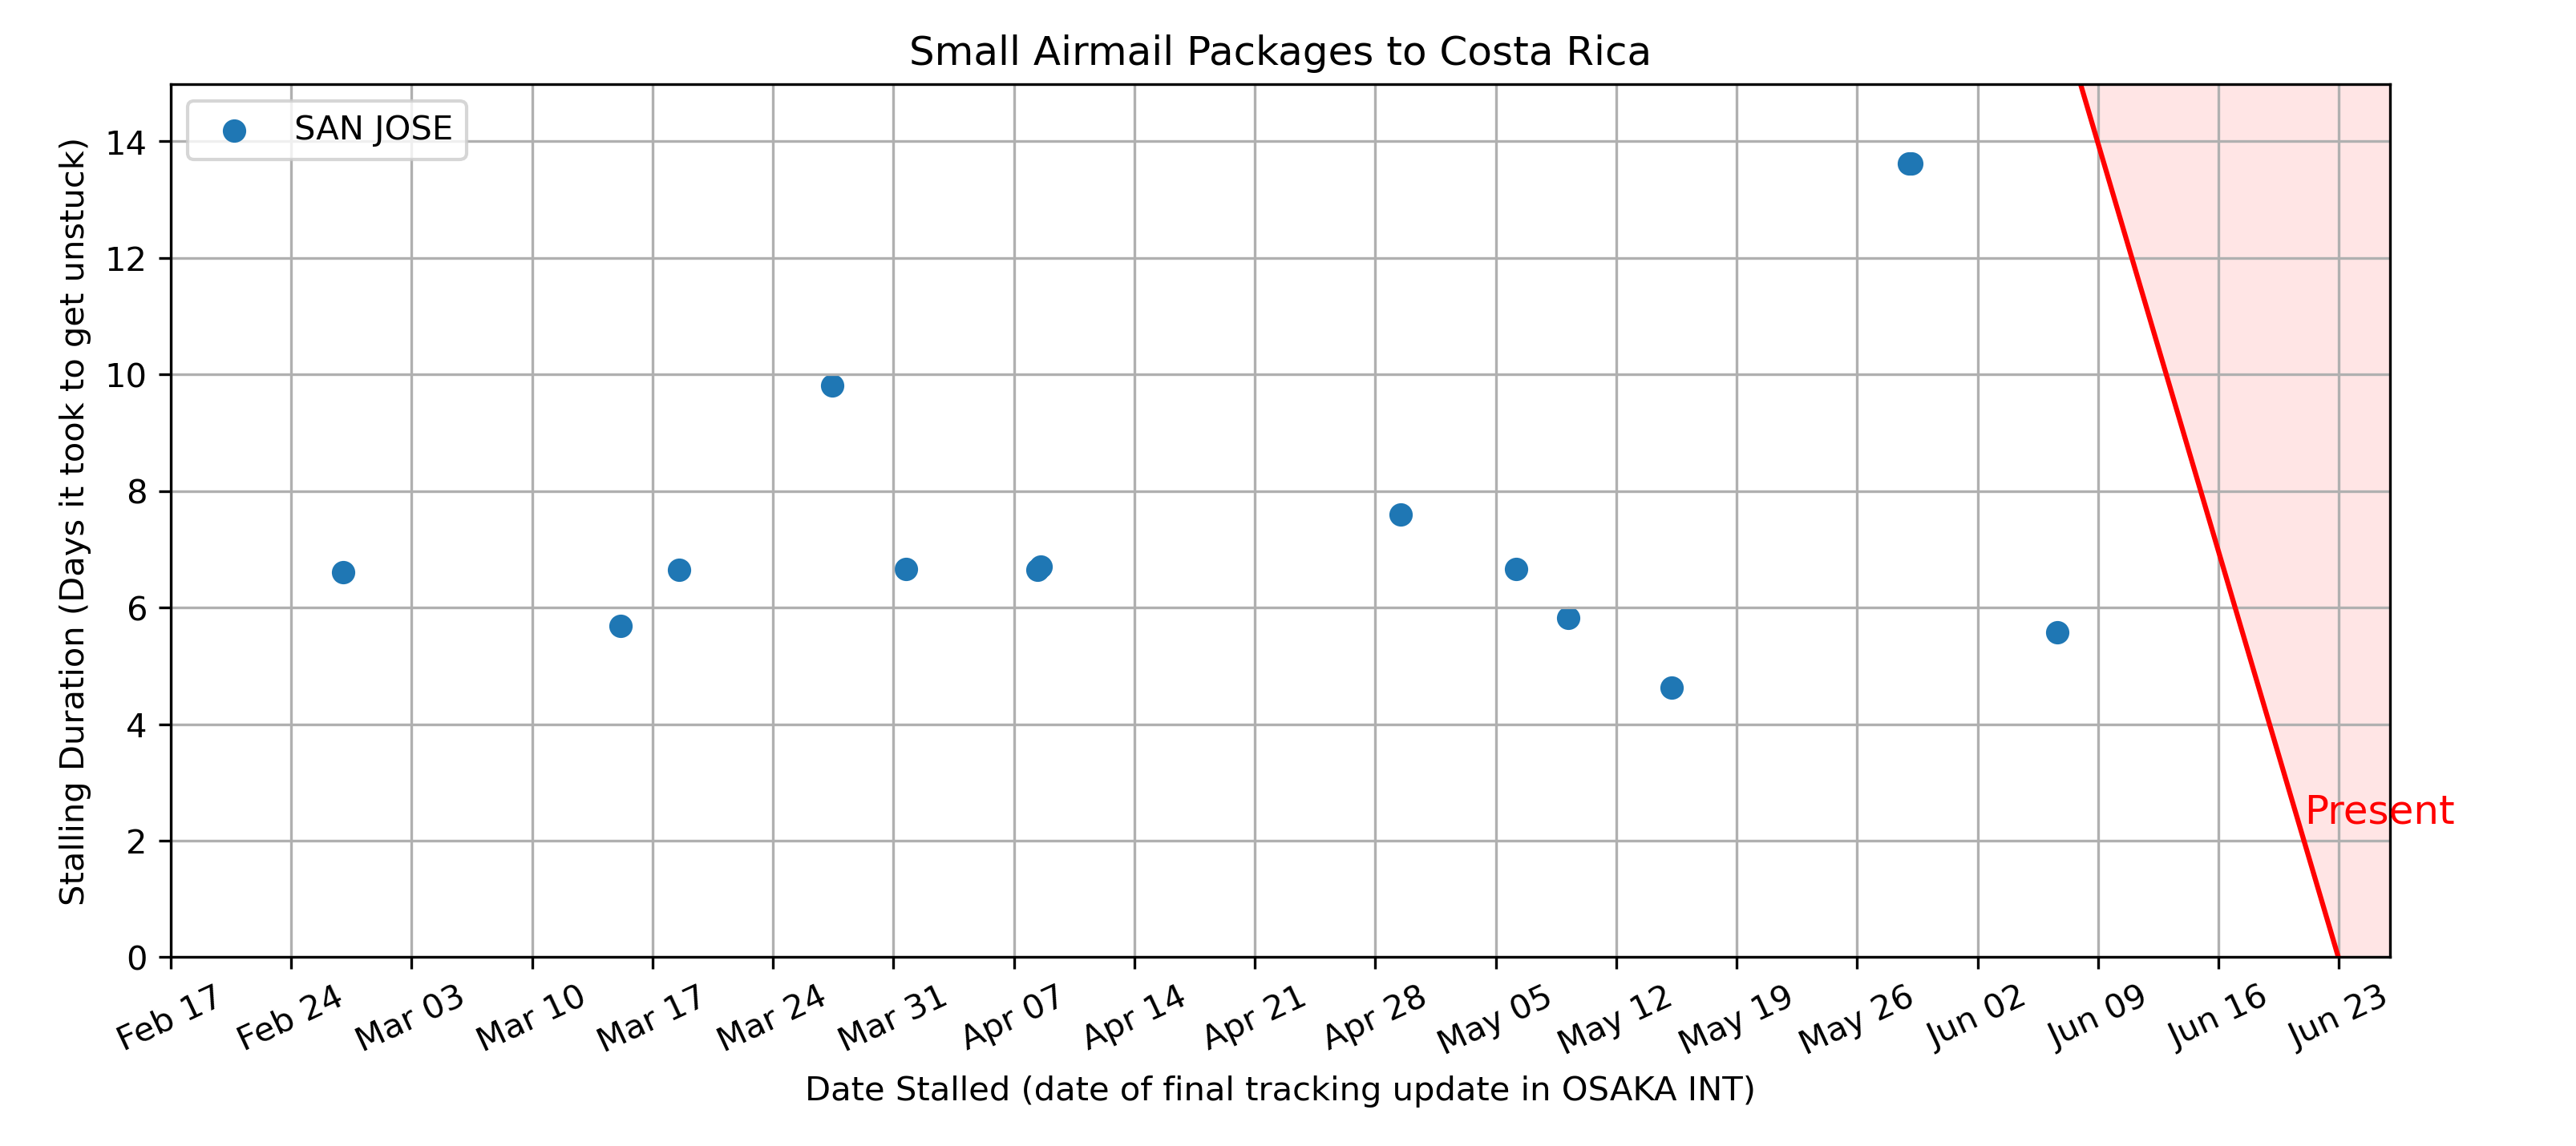 Small Airmail Packages to Costa Rica
SAN JOSE
Stalling Duration (Days it took to get unstuck)
14
12
10
8
6
4
2
0
Present
Feb 17 Feb 24 Mar 03 Mar 10 Mar 17 Mar 24 Mar 31 Apr 07 Apr 14 Apr 21 Apr 28 May 05 May 12 May 19 May 26 Jun 02 Jun 09 Jun 16 Jun 23
Date Stalled (date of final tracking update in OSAKA INT)